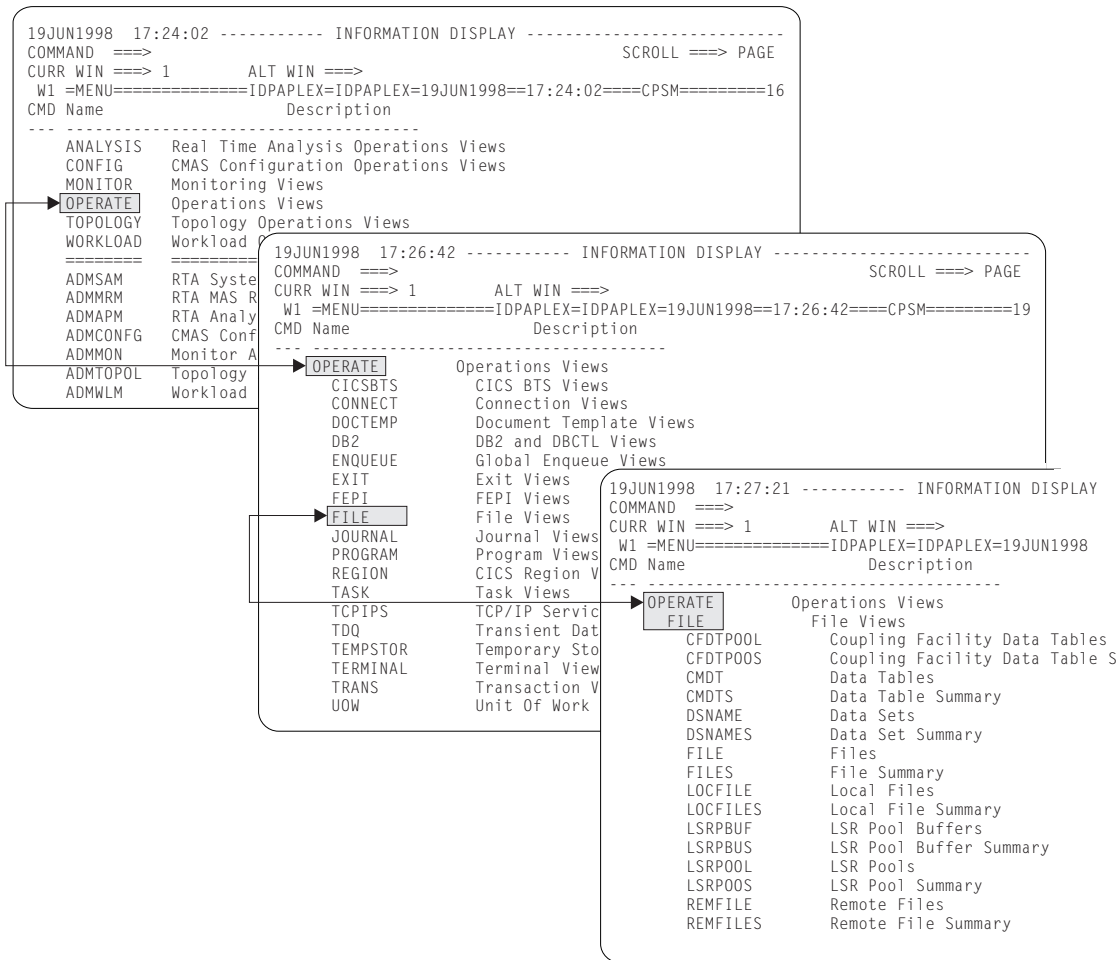 19JUN1998  17:24:02 ----------- INFORMATION DISPLAY ---------------------------
COMMAND  ===>                                                 SCROLL ===> PAGE
CURR WIN ===> 1        ALT WIN ===>
 W1 =MENU==============IDPAPLEX=IDPAPLEX=19JUN1998==17:24:02====CPSM=========16
CMD Name                   Description
--- -------------------------------------
    ANALYSIS   Real Time Analysis Operations Views
    CONFIG     CMAS Configuration Operations Views
    MONITOR    Monitoring Views
    OPERATE    Operations Views
    TOPOLOGY   Topology Operations Views
    WORKLOAD   Workload
    ========   =========
    ADMSAM     RTA Syste
    ADMMRM     RTA MAS R
    ADMAPM     RTA Analy
    ADMCONFG   CMAS Conf
    ADMMON     Monitor A
    ADMTOPOL   Topology
    ADMWLM     Workload
19JUN1998  17:26:42 ----------- INFORMATION DISPLAY ---------------------------
COMMAND  ===>                                                 SCROLL ===> PAGE
CURR WIN ===> 1        ALT WIN ===>
 W1 =MENU==============IDPAPLEX=IDPAPLEX=19JUN1998==17:26:42====CPSM=========19
CMD Name                   Description
--- -------------------------------------
    OPERATE        Operations Views
      CICSBTS        CICS BTS Views
      CONNECT        Connection Views
      DOCTEMP        Document Template Views
      DB2            DB2 and DBCTL Views
      ENQUEUE        Global Enqueue Views
      EXIT           Exit Views
      FEPI           FEPI Views
      FILE           File Views
      JOURNAL        Journal Views
      PROGRAM        Program Views
      REGION         CICS Region V
      TASK           Task Views
      TCPIPS         TCP/IP Servic
      TDQ            Transient Dat
      TEMPSTOR       Temporary Sto
      TERMINAL       Terminal View
      TRANS          Transaction V
      UOW            Unit Of Work
19JUN1998  17:27:21 ----------- INFORMATION DISPLAY
COMMAND  ===>
CURR WIN ===> 1        ALT WIN ===>
 W1 =MENU==============IDPAPLEX=IDPAPLEX=19JUN1998
CMD Name                   Description
--- -------------------------------------
    OPERATE        Operations Views
      FILE           File Views
        CFDTPOOL       Coupling Facility Data Tables
        CFDTPOOS       Coupling Facility Data Table S
        CMDT           Data Tables
        CMDTS          Data Table Summary
        DSNAME         Data Sets
        DSNAMES        Data Set Summary
        FILE           Files
        FILES          File Summary
        LOCFILE        Local Files
        LOCFILES       Local File Summary
        LSRPBUF        LSR Pool Buffers
        LSRPBUS        LSR Pool Buffer Summary
        LSRPOOL        LSR Pools
        LSRPOOS        LSR Pool Summary
        REMFILE        Remote Files
        REMFILES       Remote File Summary